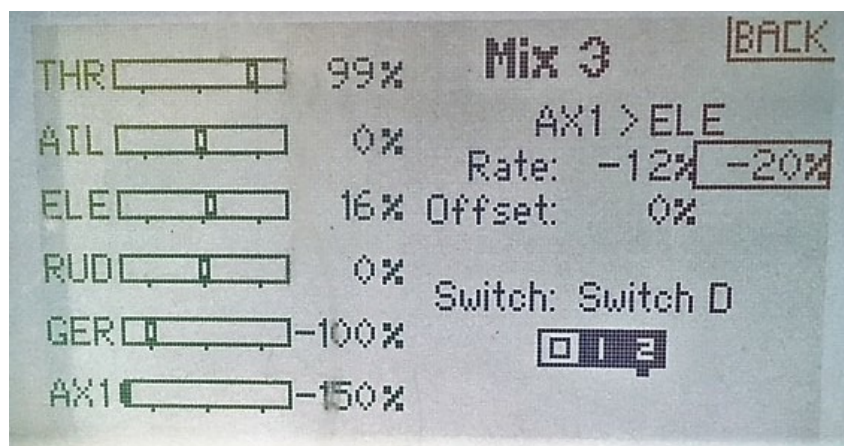 THR 99%
AIL 0%
ELE 16%
RUD 0%
GER -100%
AX1 -150%
Mix 3
BACK
AX1 > ELE
Rate: -12% -20%
Offset: 0%
Switch: Switch D
0 1 2